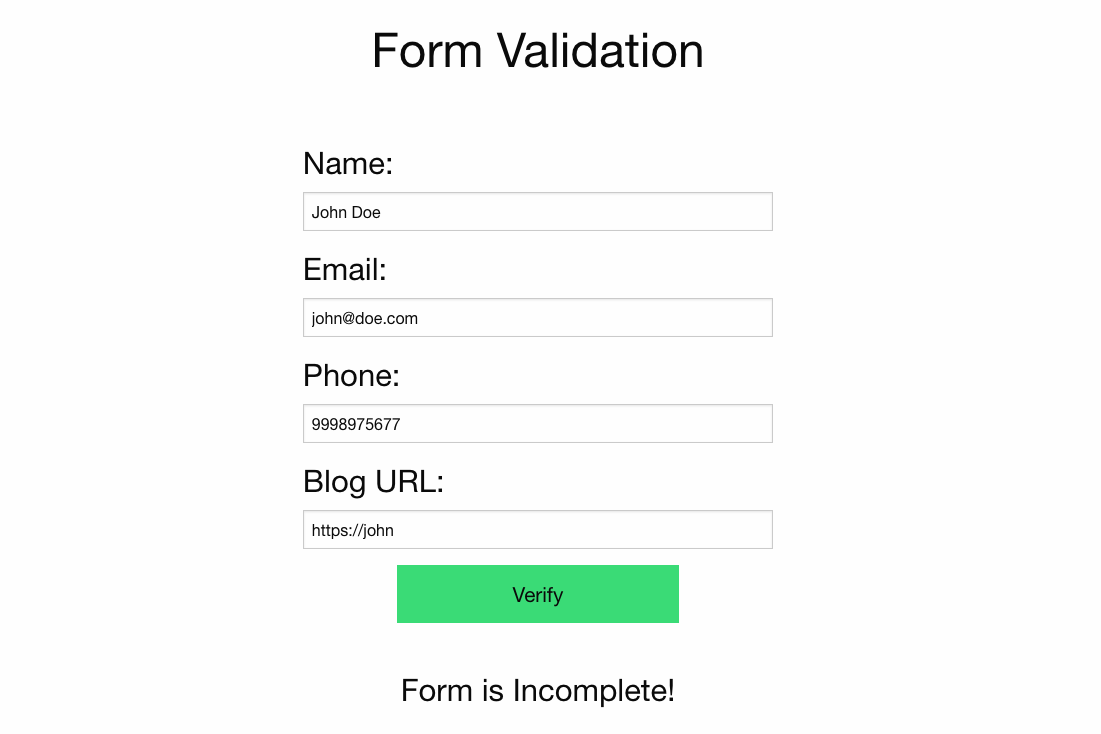 Form Validation
Name:
John Doe
Email:
john@doe.com
Phone:
9998975677
Blog URL:
https://john
Verify
Form is Incomplete!